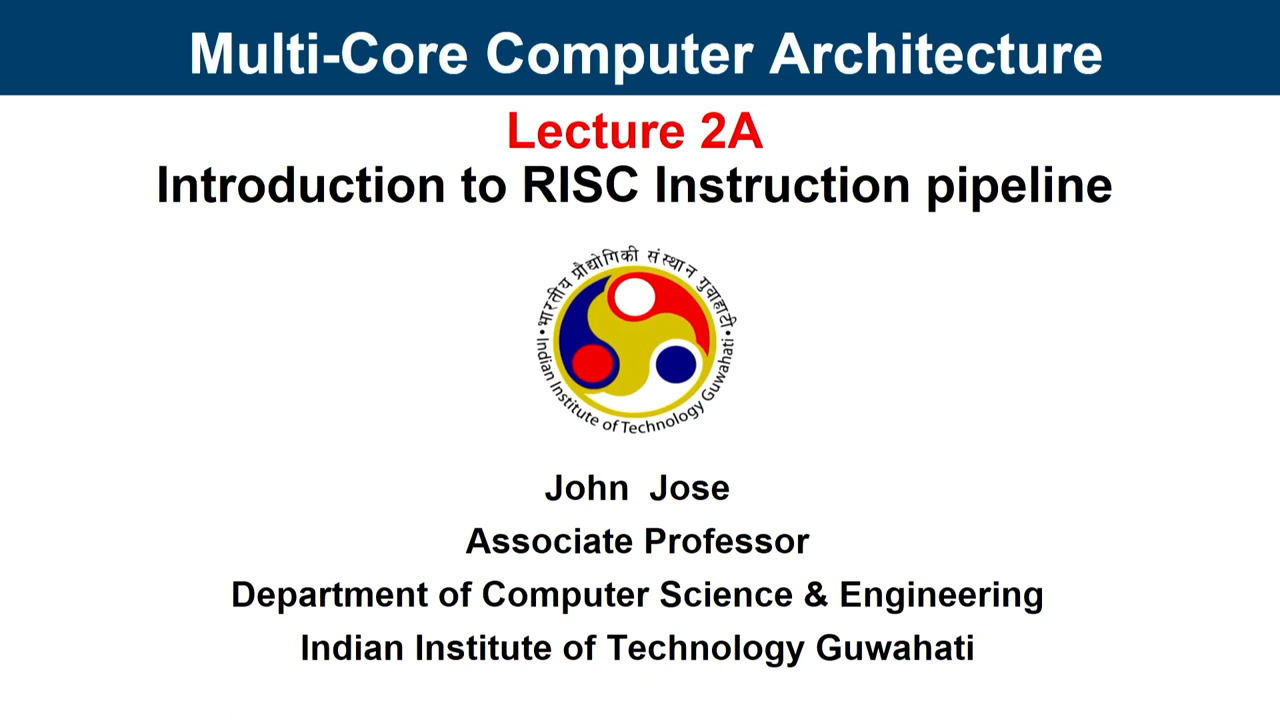 Multi-Core Computer Architecture
Lecture 2A
Introduction to RISC Instruction pipeline
भारतीय प्रौद्योगिकी संस्थान गुवाहाटी
Indian Institute of Technology Guwahati
John Jose
Associate Professor
Department of Computer Science & Engineering
Indian Institute of Technology Guwahati